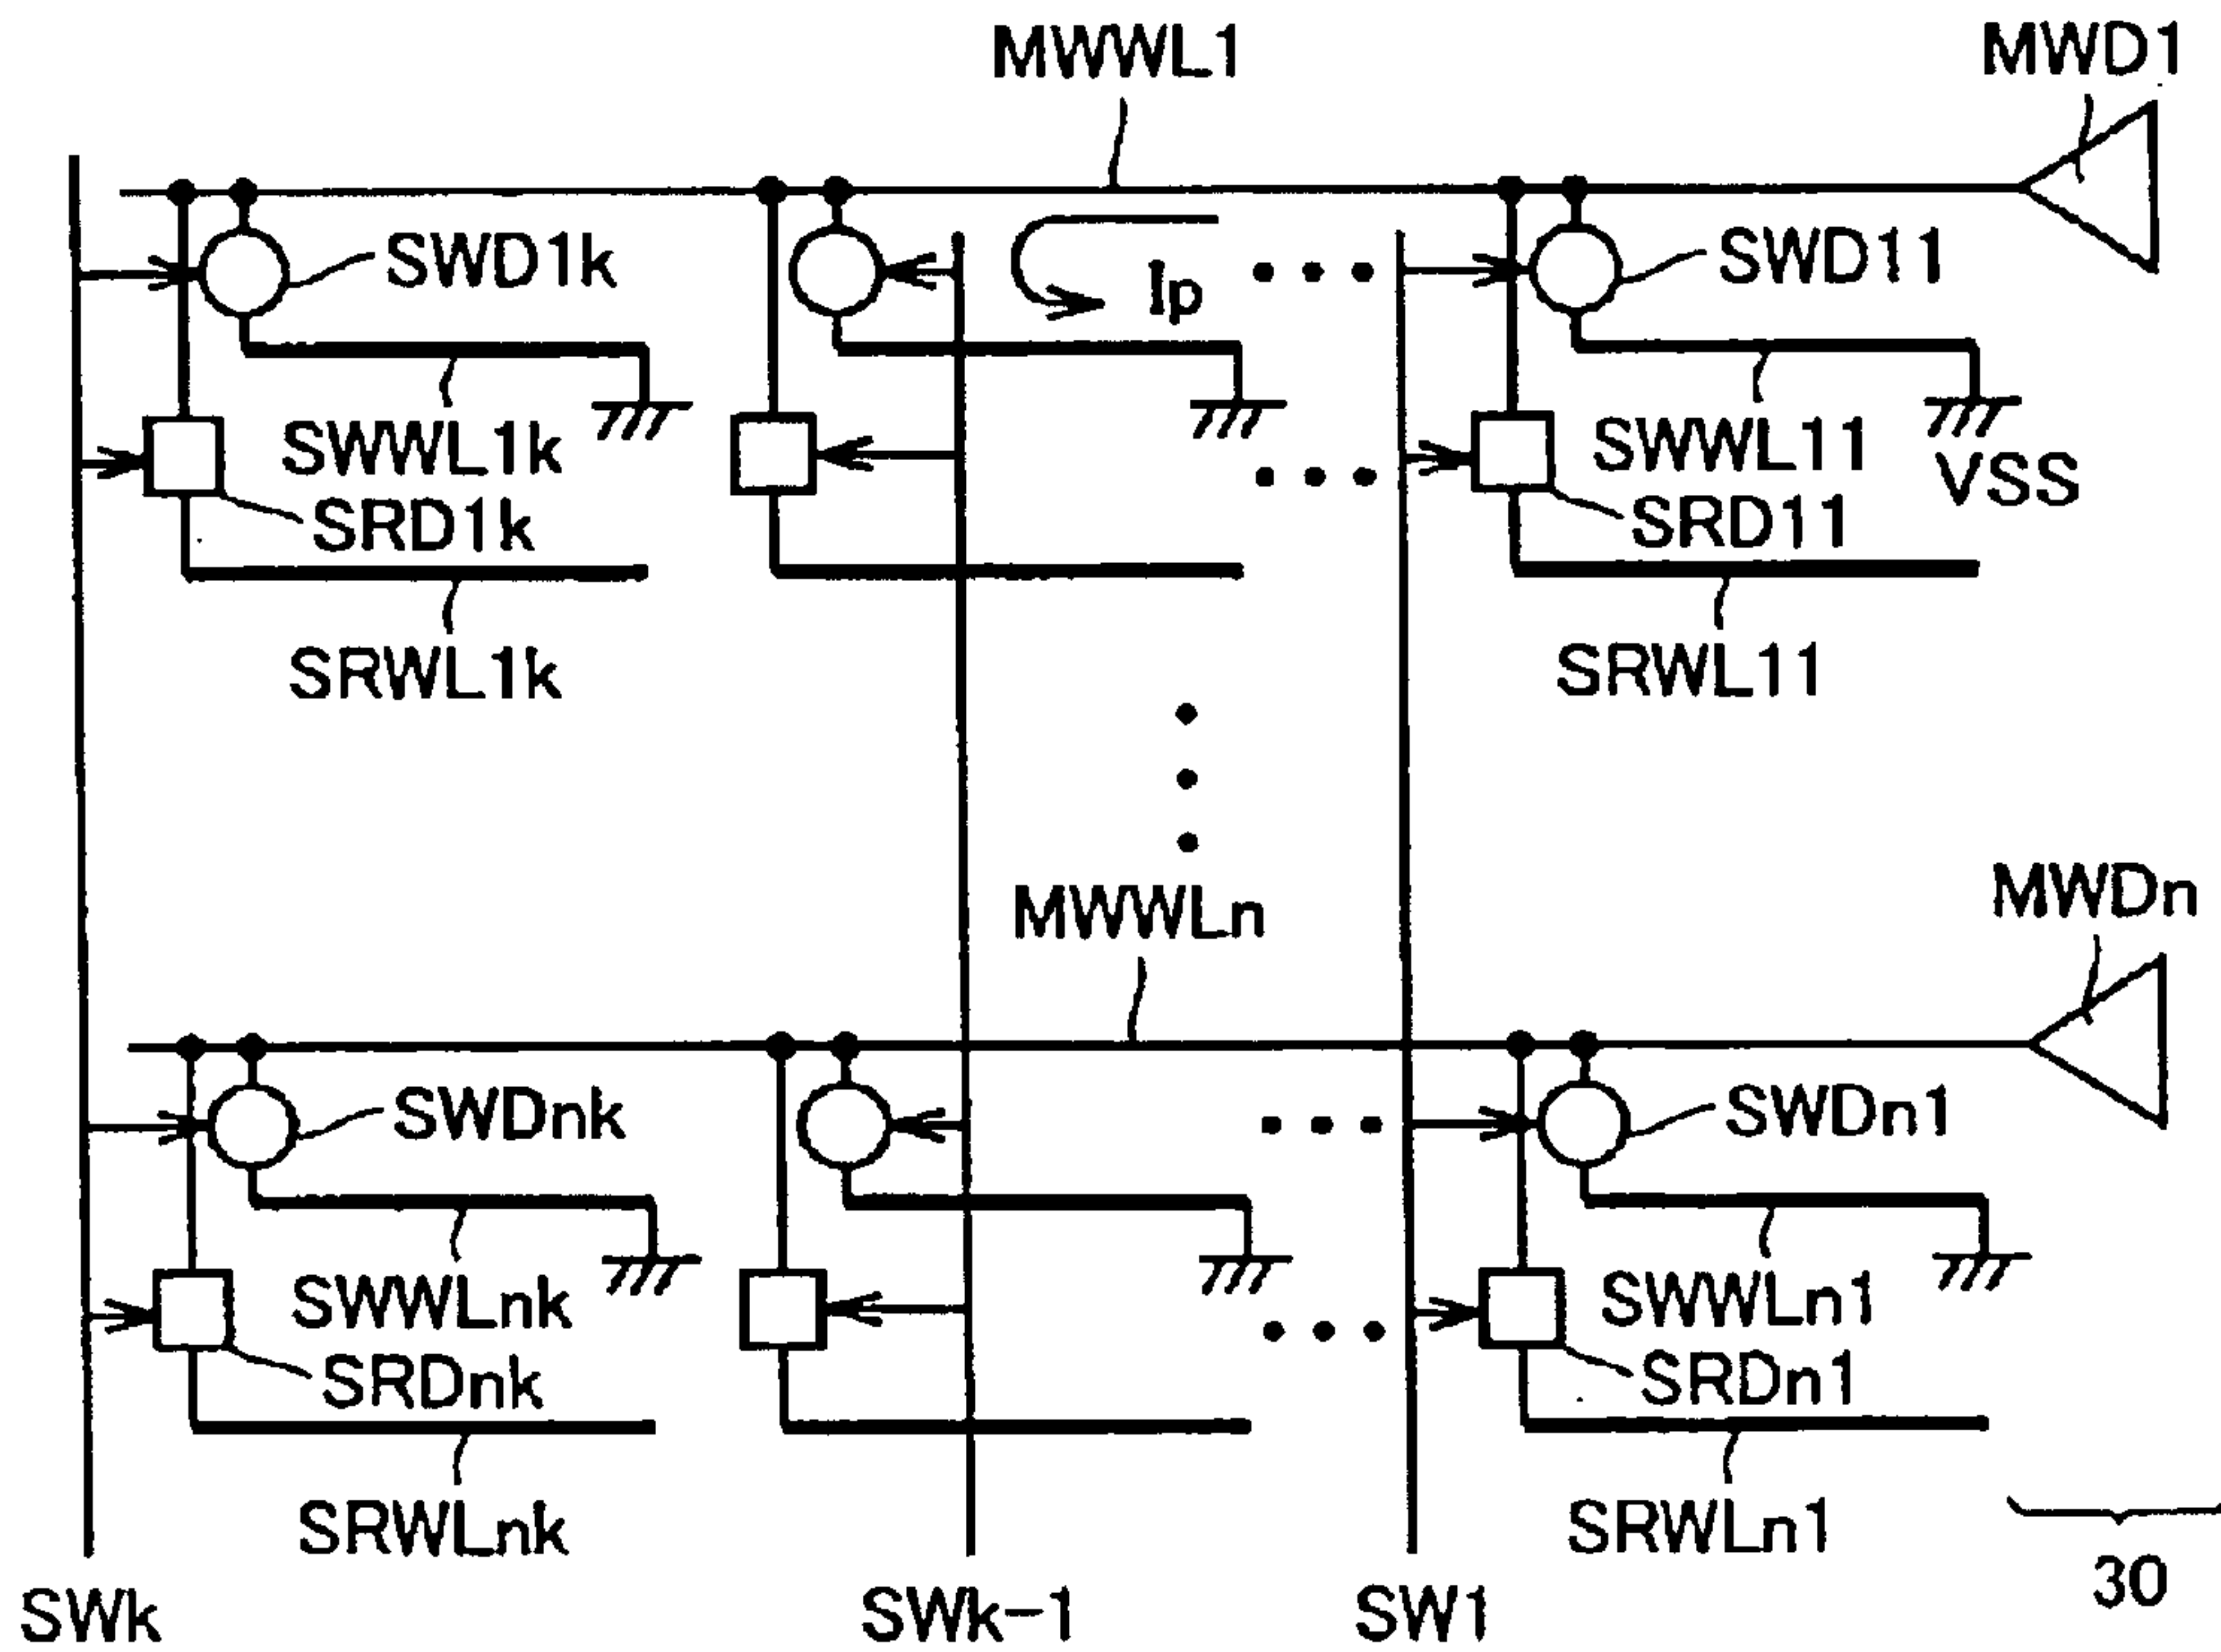 MWWL1
MWD1
SWD1k
Ip
SWD11
SWWL1k
SWWL11
VSS
SRD1k
SRD11
SRWL1k
SRWL11
MWWLn
MWDn
SWDnk
SWDn1
SWWLnk
SWWLn1
SRDnk
SRDn1
SRWLnk
SRWLn1
30
SWk
SWk-1
SW1